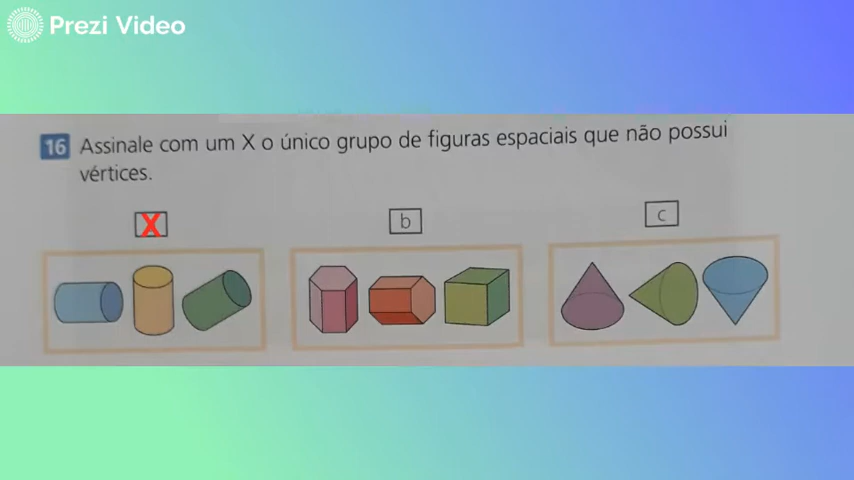 Prezi Video
16 Assinale com um X o único grupo de figuras espaciais que não possui
vértices.
X b c